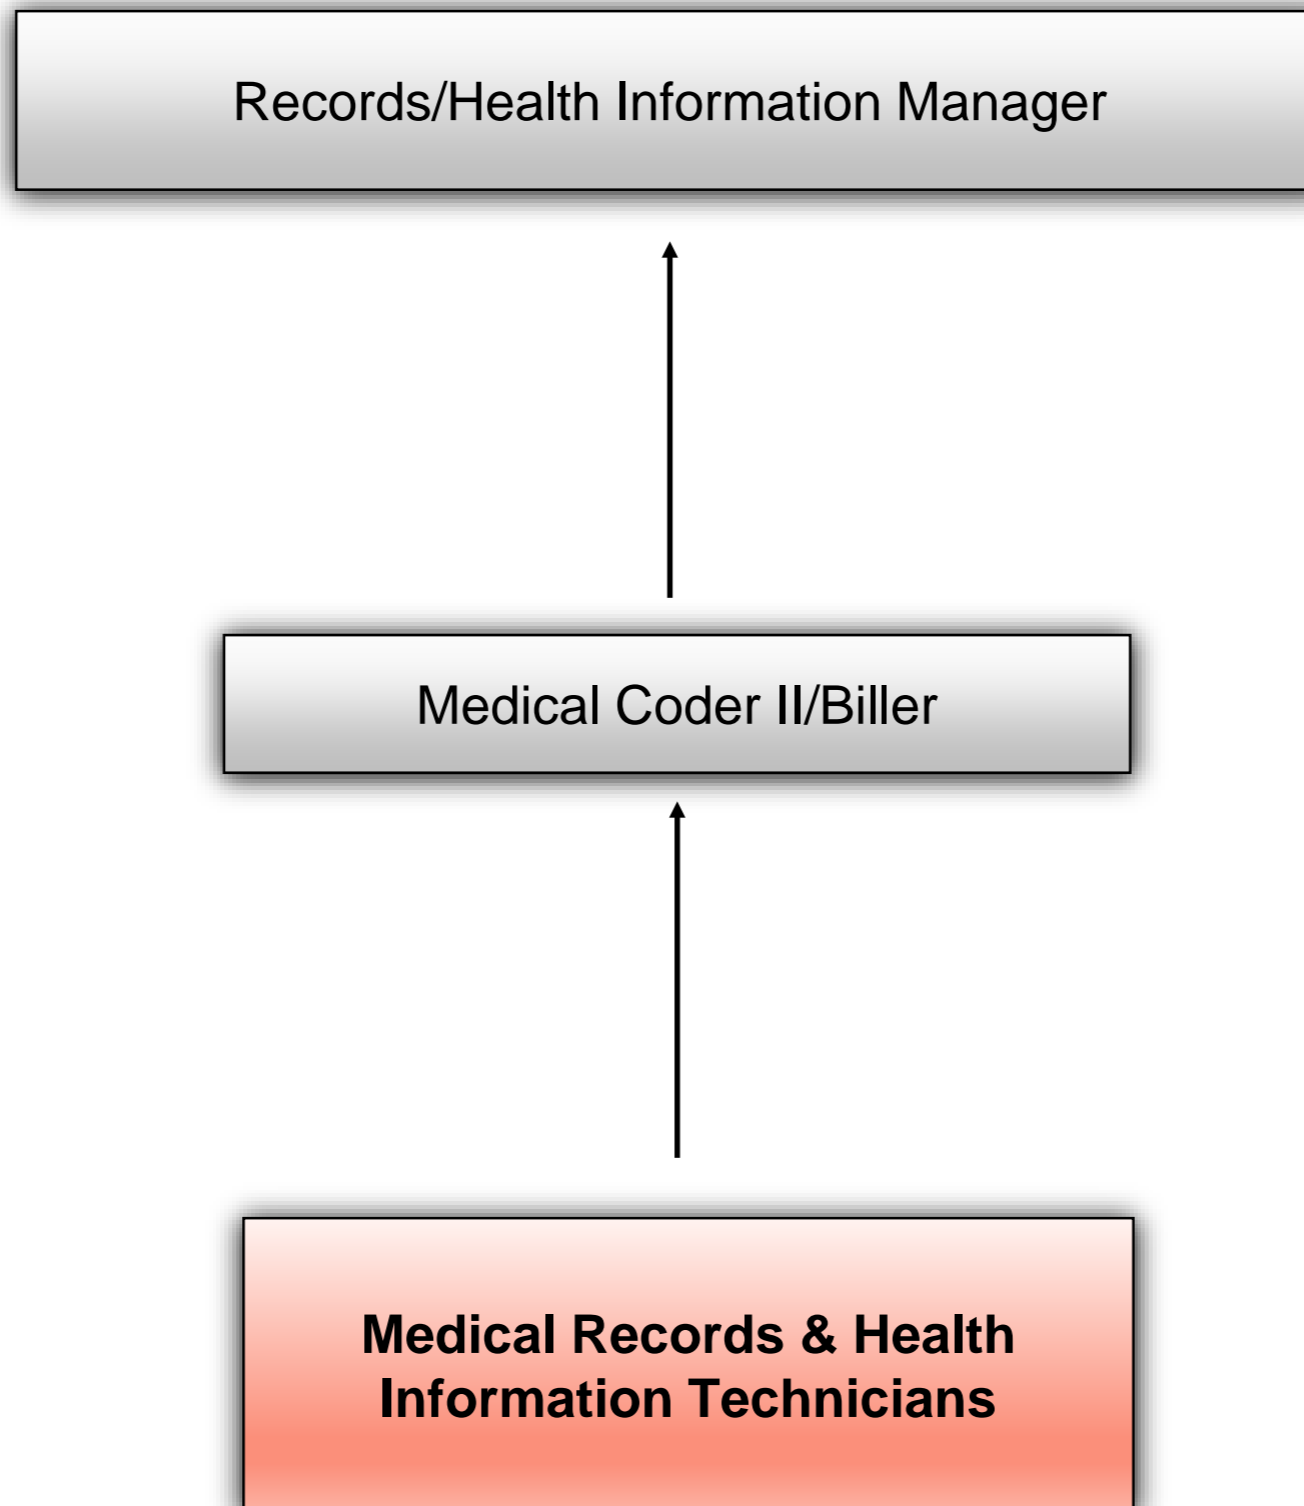 Records/Health Information Manager
Medical Coder II/Biller
Medical Records & Health
Information Technicians